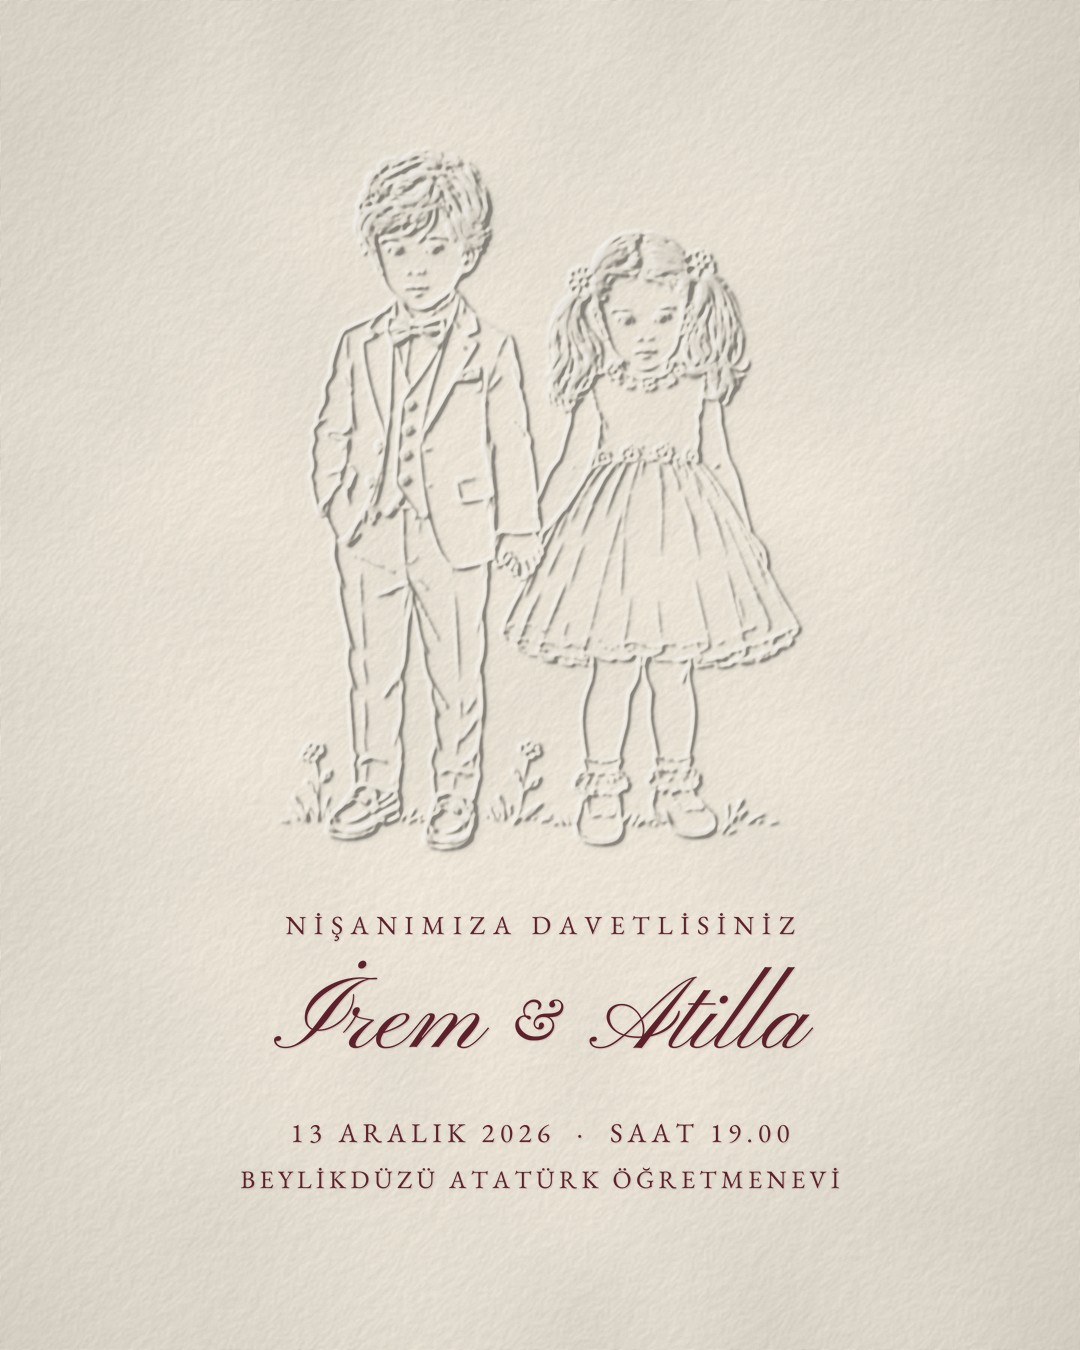 NİŞANIMIZA DAVETLİSİNİZ
İrem & Atilla
13 ARALIK 2026 · SAAT 19.00
BEYLİKDÜZÜ ATATÜRK ÖĞRETMENEVİ